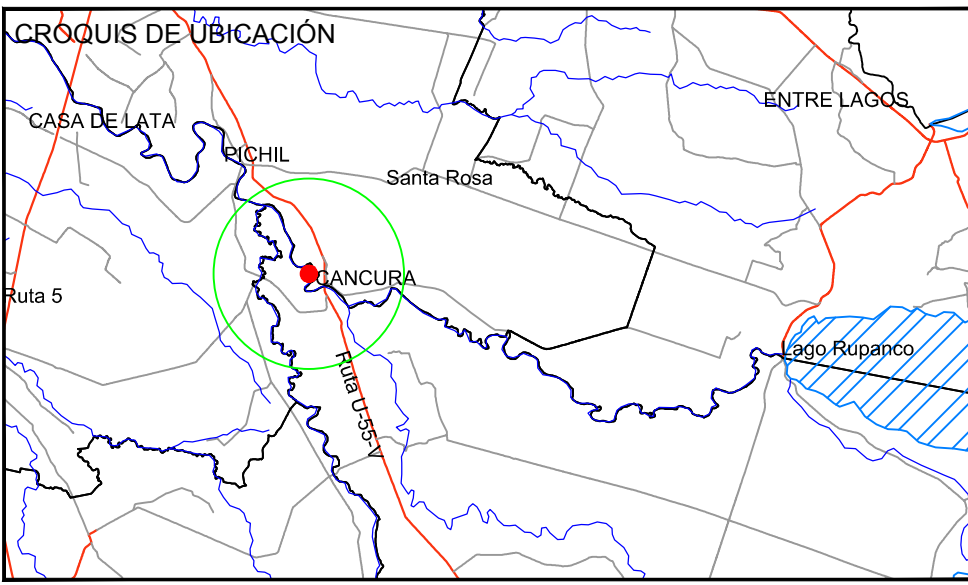 CROQUIS DE UBICACIÓN
ENTRE LAGOS
CASA DE LATA
PICHIL
Santa Rosa
CANCURA
Ruta 5
Lago Rupanco
Ruta U-55-V